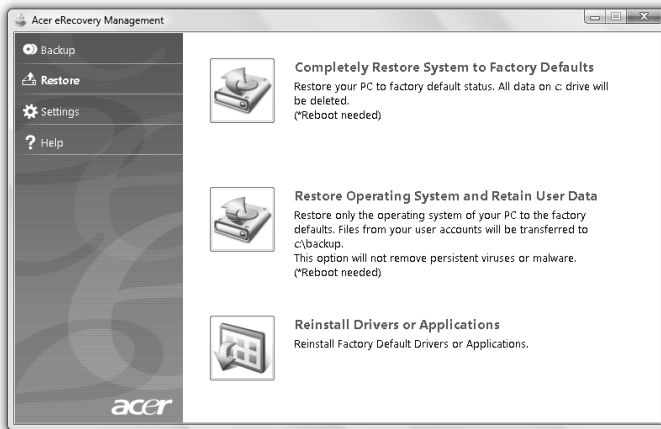 Acer eRecovery Management
Backup
Restore
Settings
? Help
Completely Restore System to Factory Defaults
Restore your PC to factory default status. All data on c: drive will
be deleted.
(*Reboot needed)
Restore Operating System and Retain User Data
Restore only the operating system of your PC to the factory
defaults. Files from your user accounts will be transferred to
c:\backup.
This option will not remove persistent viruses or malware.
(*Reboot needed)
Reinstall Drivers or Applications
Reinstall Factory Default Drivers or Applications.
acer